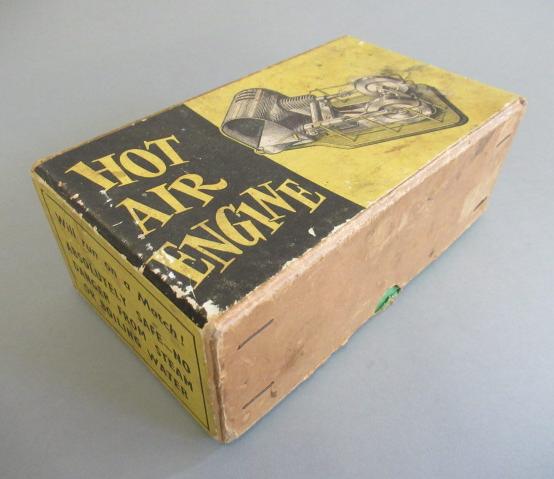 HOT
AIR
ENGINE
Will run on a Match!
ABSOLUTELY SAFE–NO
DANGER FROM STEAM
OR BOILING WATER